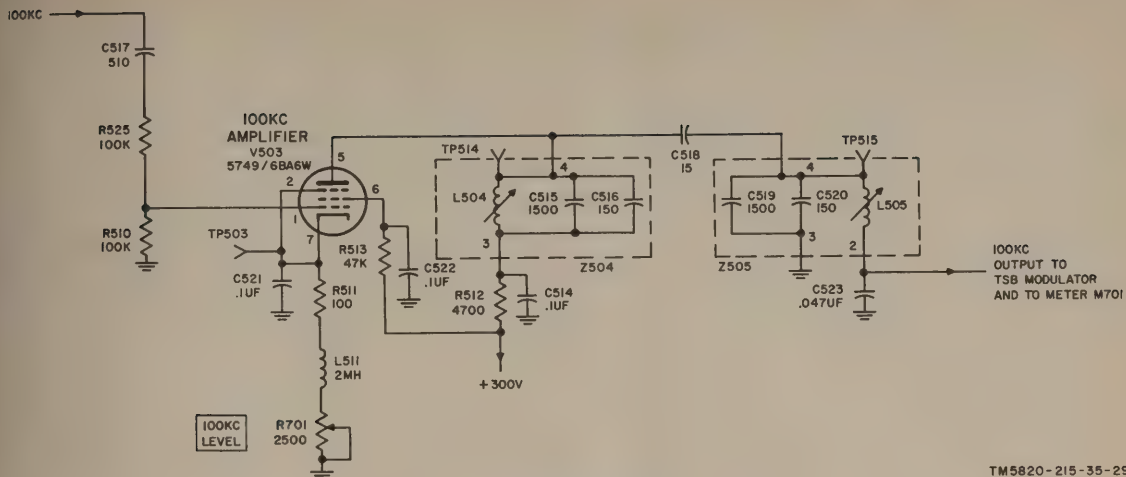 100KC
C517
510
R525
100K
R510
100K
100KC
AMPLIFIER
V503
5749/6BA6W
5
2
6
1
7
TP503
C521
.1UF
R511
100
L511
2MH
100KC
LEVEL
R701
2500
R513
47K
C522
.1UF
TP514
4
L504
C515
1500
C516
150
3
Z504
R512
4700
C514
.1UF
+300V
C518
15
TP515
4
C519
1500
C520
150
L505
3
2
Z505
C523
.047UF
100KC
OUTPUT TO
TSB MODULATOR
AND TO METER M701
TM5820-215-35-29